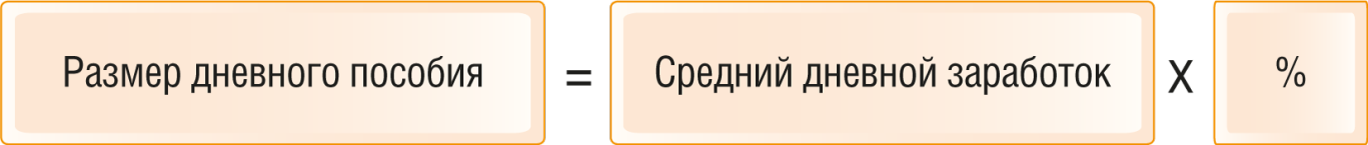 Размер дневного пособия = Средний дневной заработок X %